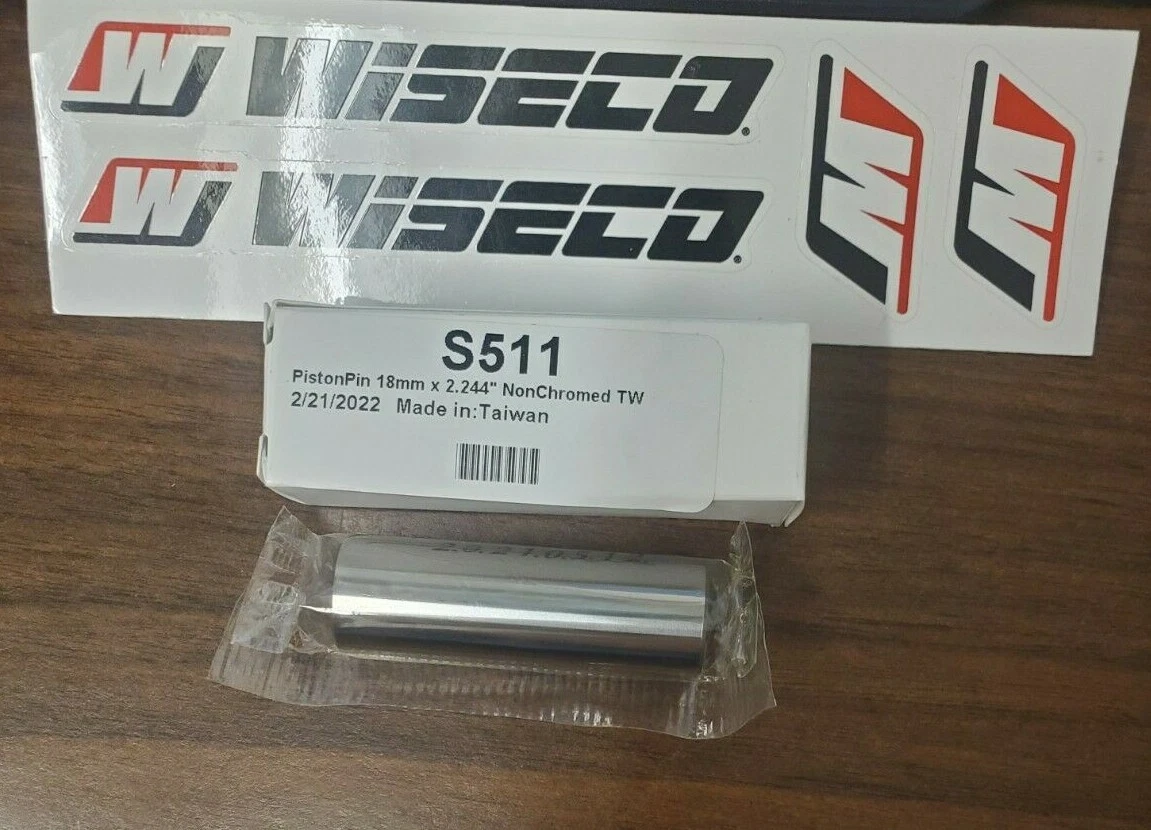 W WISECO
W WISECO
W
W
S511
PistonPin 18mm x 2.244" NonChromed TW
2/21/2022 Made in:Taiwan